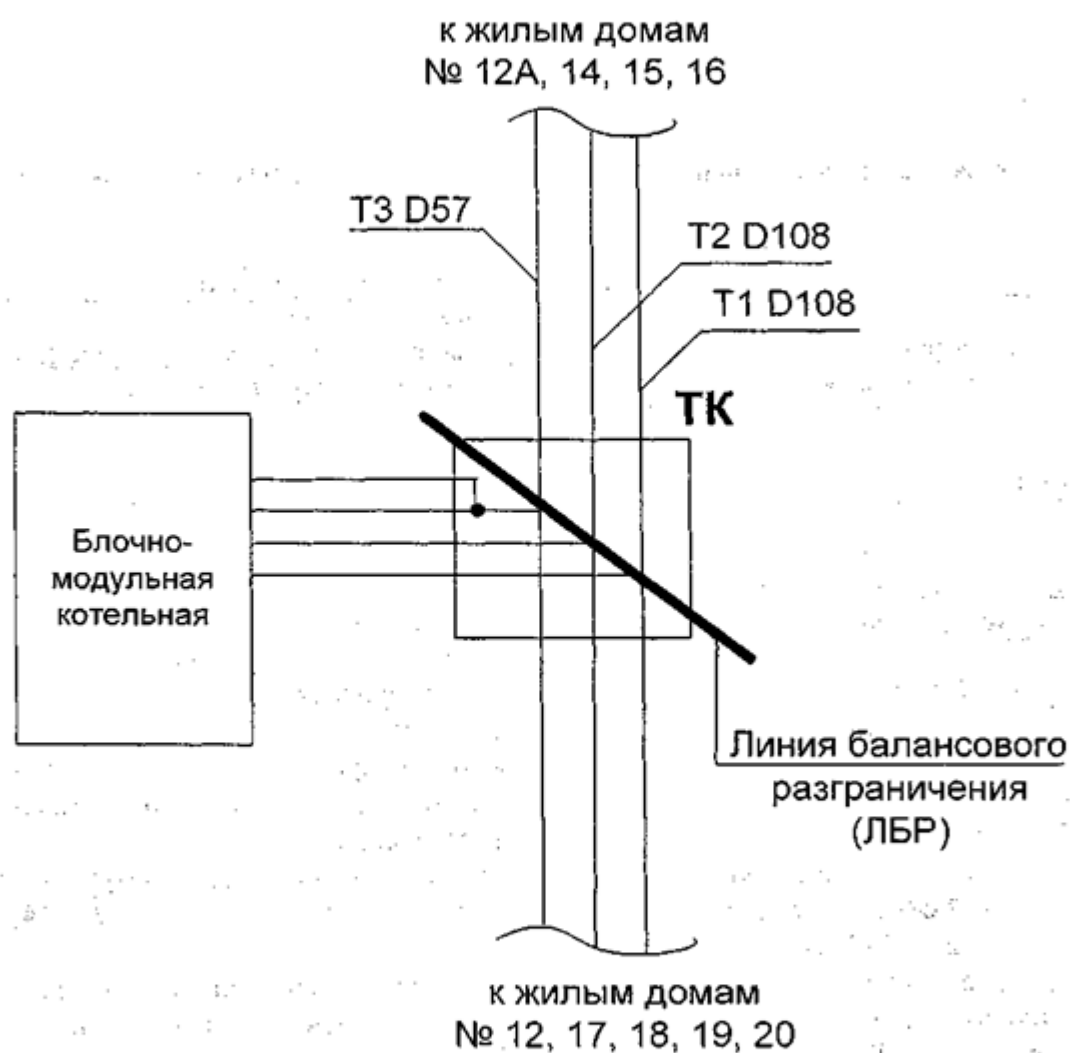 к жилым домам
№ 12А, 14, 15, 16
Т3 D57
Т2 D108
Т1 D108
ТК
Блочно-
модульная
котельная
Линия балансового
разграничения
(ЛБР)
к жилым домам
№ 12, 17, 18, 19, 20